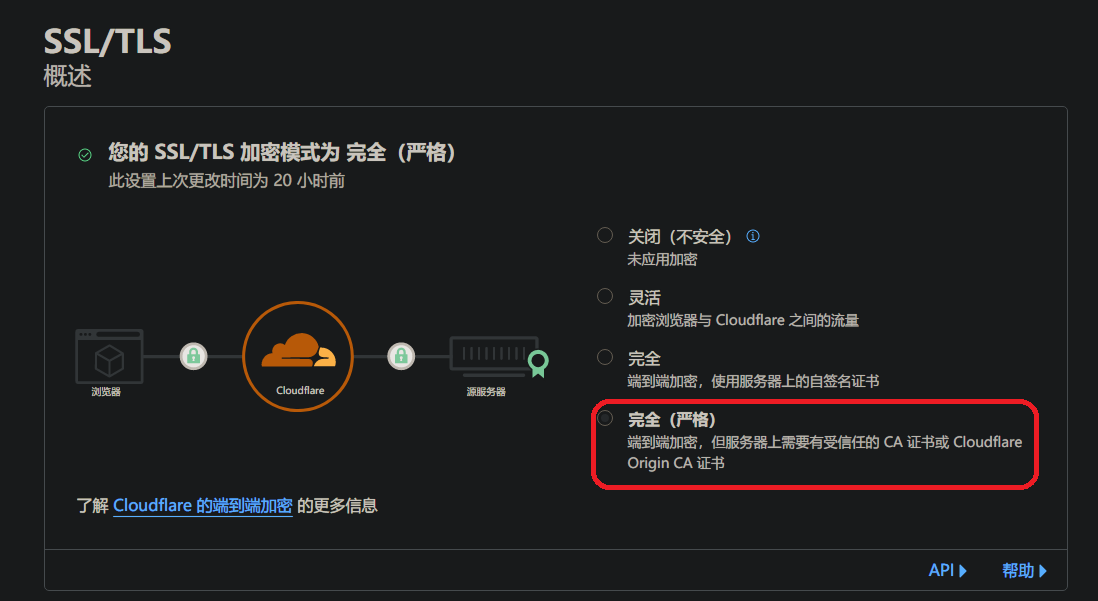 SSL/TLS
概述
您的 SSL/TLS 加密模式为 完全（严格）
此设置上次更改时间为 20 小时前
关闭（不安全）
未应用加密
灵活
加密浏览器与 Cloudflare 之间的流量
完全
端到端加密，使用服务器上的自签名证书
完全（严格）
端到端加密，但服务器上需要有受信任的 CA 证书或 Cloudflare
Origin CA 证书
浏览器
Cloudflare
源服务器
了解 Cloudflare 的端到端加密 的更多信息
API
帮助